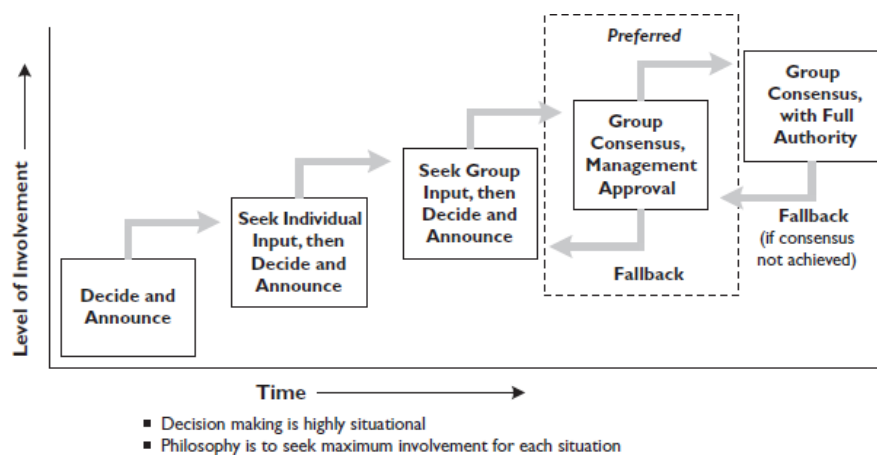 Level of Involvement
Preferred
Group
Consensus,
with Full
Authority
Group
Consensus,
Management
Approval
Seek Group
Input, then
Decide and
Announce
Seek Individual
Input, then
Decide and
Announce
Decide and
Announce
Fallback
(if consensus
not achieved)
Fallback
Time
▪ Decision making is highly situational
▪ Philosophy is to seek maximum involvement for each situation